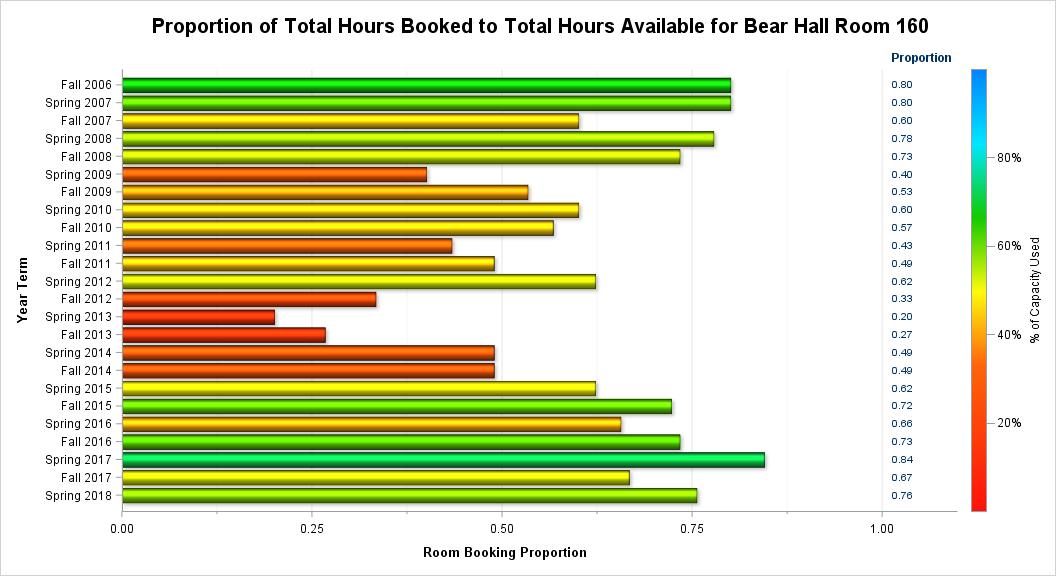 Proportion of Total Hours Booked to Total Hours Available for Bear Hall Room 160
Proportion
Fall 2006 0.80
Spring 2007 0.80
Fall 2007 0.60
Spring 2008 0.78
Fall 2008 0.73
Spring 2009 0.40
Fall 2009 0.53
Spring 2010 0.60
Fall 2010 0.57
Spring 2011 0.43
Fall 2011 0.49
Spring 2012 0.62
Fall 2012 0.33
Spring 2013 0.20
Fall 2013 0.27
Spring 2014 0.49
Fall 2014 0.49
Spring 2015 0.62
Fall 2015 0.72
Spring 2016 0.66
Fall 2016 0.73
Spring 2017 0.84
Fall 2017 0.67
Spring 2018 0.76
Year Term
0.00 0.25 0.50 0.75 1.00
Room Booking Proportion
80%
60%
40%
20%
% of Capacity Used